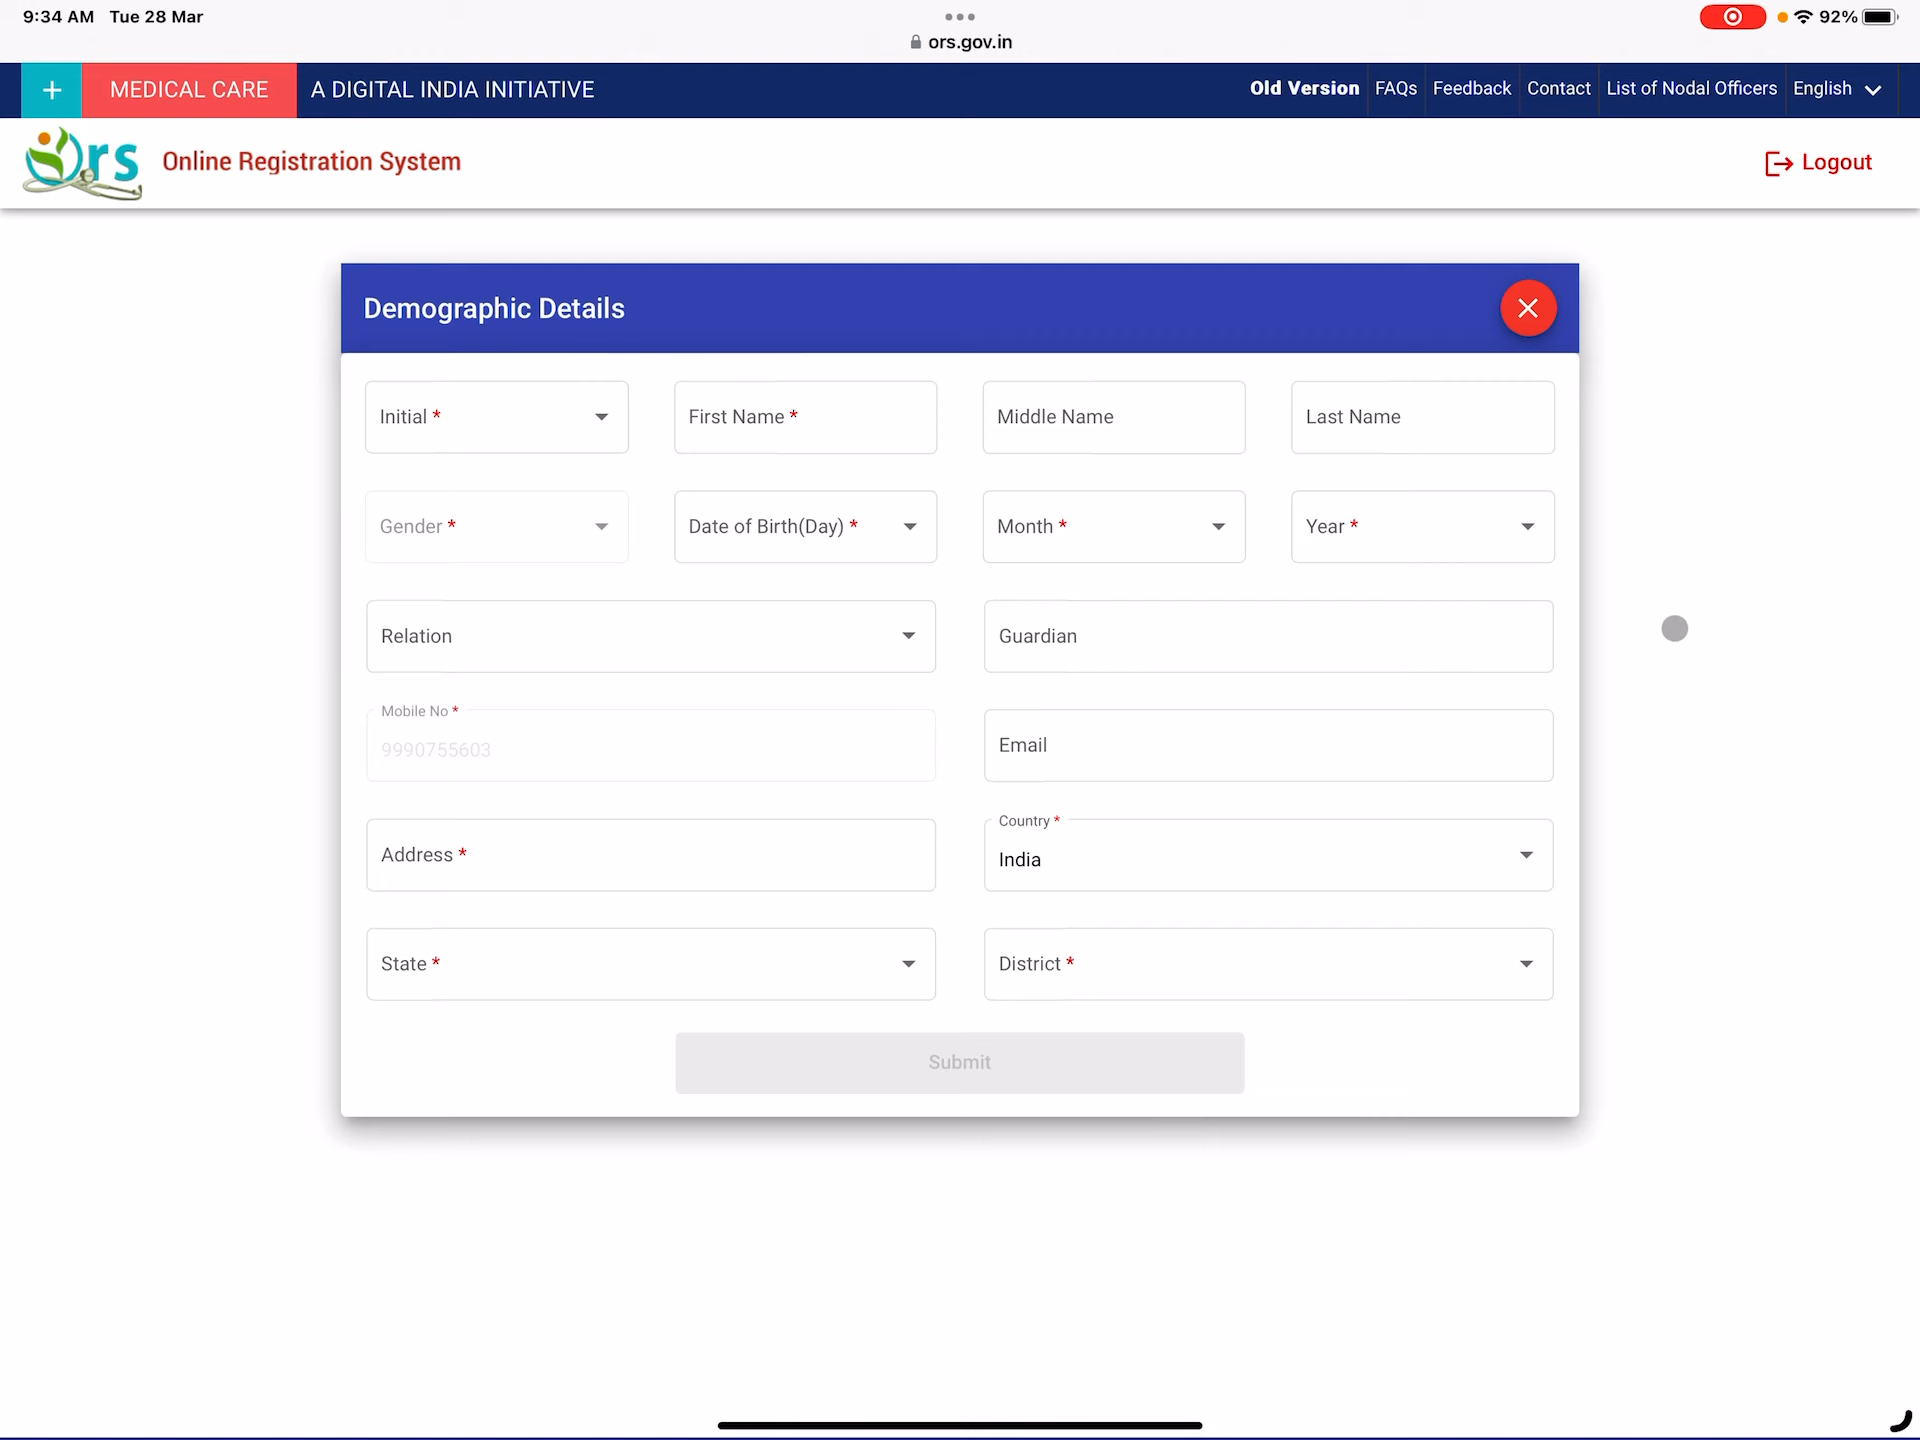 9:34 AM Tue 28 Mar
92%
ors.gov.in
+ MEDICAL CARE A DIGITAL INDIA INITIATIVE Old Version FAQs Feedback Contact List of Nodal Officers English
Ors Online Registration System Logout
Demographic Details
Initial * First Name * Middle Name Last Name
Gender * Date of Birth(Day) * Month * Year *
Relation Guardian
Mobile No *
9990755603 Email
Address * Country *
India
State * District *
Submit